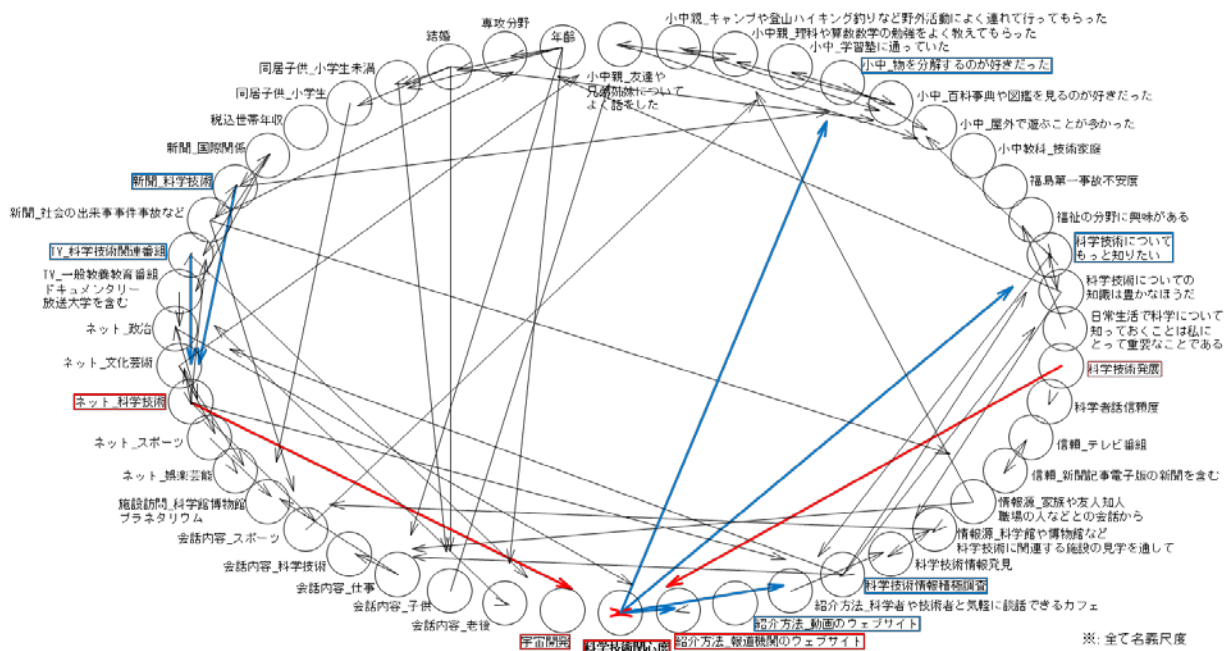 小中親_キャンプや登山ハイキング釣りなど野外活動によく連れて行ってもらった
小中親_理科や算数数学の勉強をよく教えてもらった
小中_学習塾に通っていた
小中_物を分解するのが好きだった
小中_百科事典や図鑑を見るのが好きだった
小中_屋外で遊ぶことが多かった
小中教科_技術家庭
福島第一事故不安度
福祉の分野に興味がある
科学技術について
もっと知りたい
科学技術についての
知識は豊かなほうだ
日常生活で科学について
知っておくことは私に
とって重要なことである
科学技術発展
科学者話信頼度
信頼_テレビ番組
信頼_新聞記事電子版の新聞を含む
情報源_家族や友人知人
職場の人などとの会話から
情報源_科学館や博物館など
科学技術に関連する施設の見学を通して
科学技術情報発見
科学技術情報積極調査
紹介方法_科学者や技術者と気軽に談話できるカフェ
紹介方法_動画のウェブサイト
紹介方法_報道機関のウェブサイト
科学技術関心度
宇宙開発
会話内容_老後
会話内容_子供
会話内容_仕事
会話内容_科学技術
会話内容_スポーツ
施設訪問_科学館博物館
プラネタリウム
ネット_娯楽芸能
ネット_スポーツ
ネット_科学技術
ネット_文化芸術
ネット_政治
TV_一般教養教育番組
ドキュメンタリー
放送大学を含む
TV_科学技術関連番組
新聞_社会の出来事事件事故など
新聞_科学技術
新聞_国際関係
税込世帯年収
同居子供_小学生
同居子供_小学生未満
結婚
専攻分野
年齢
小中親_友達や
兄弟姉妹について
よく話をした
※: 全て名義尺度